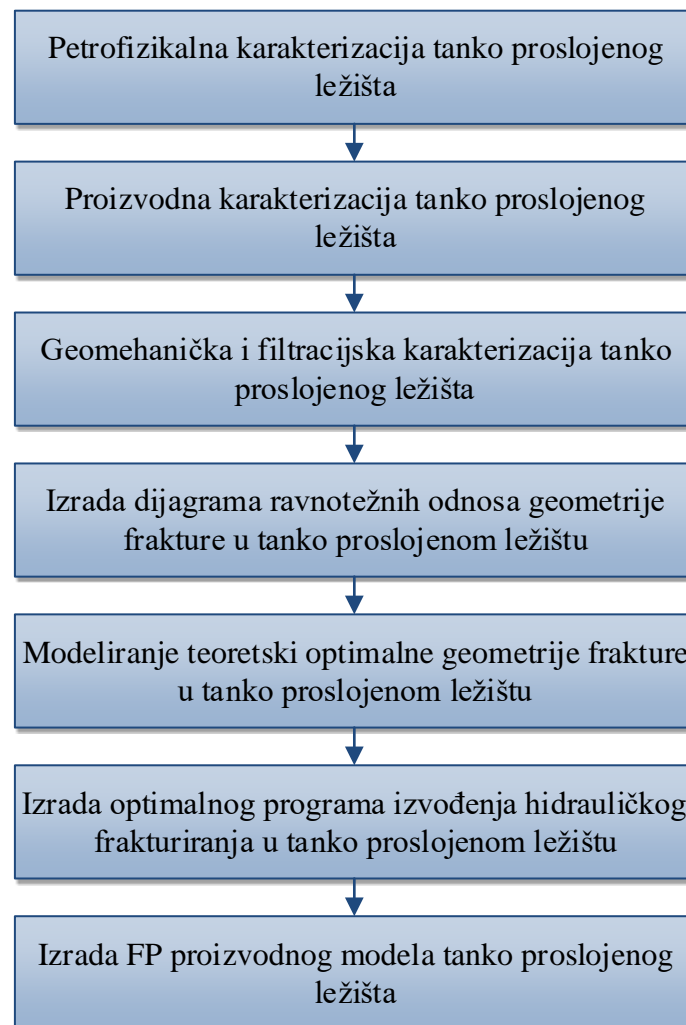 Petrofizikalna karakterizacija tanko proslojenog
ležišta
Proizvodna karakterizacija tanko proslojenog
ležišta
Geomehanička i filtracijska karakterizacija tanko
proslojenog ležišta
Izrada dijagrama ravnotežnih odnosa geometrije
frakture u tanko proslojenom ležištu
Modeliranje teoretski optimalne geometrije frakture
u tanko proslojenom ležištu
Izrada optimalnog programa izvođenja hidrauličkog
frakturiranja u tanko proslojenom ležištu
Izrada FP proizvodnog modela tanko proslojenog
ležišta